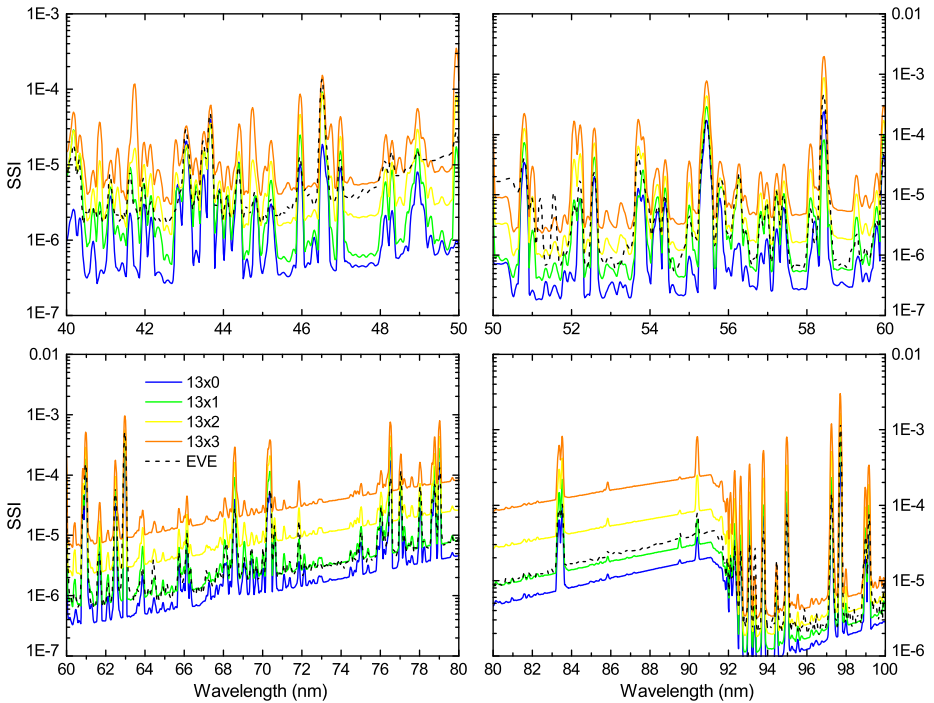 1E-3
1E-4
1E-5
1E-6
1E-7
SSI
40 42 44 46 48 50
0.01
1E-3
1E-4
1E-5
1E-6
1E-7
50 52 54 56 58 60
0.01
1E-3
1E-4
1E-5
1E-6
1E-7
SSI
13x0
13x1
13x2
13x3
EVE
60 62 64 66 68 70 72 74 76 78 80
Wavelength (nm)
0.01
1E-3
1E-4
1E-5
1E-6
80 82 84 86 88 90 92 94 96 98 100
Wavelength (nm)